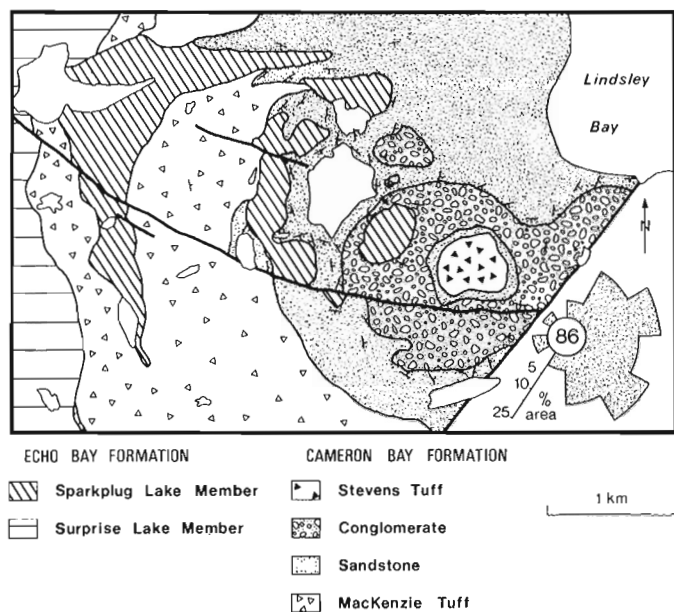 Lindsley
Bay
N
86
5
10
25
%
area
ECHO BAY FORMATION
Sparkplug Lake Member
Surprise Lake Member
CAMERON BAY FORMATION
Stevens Tuff
Conglomerate
Sandstone
MacKenzie Tuff
1 km